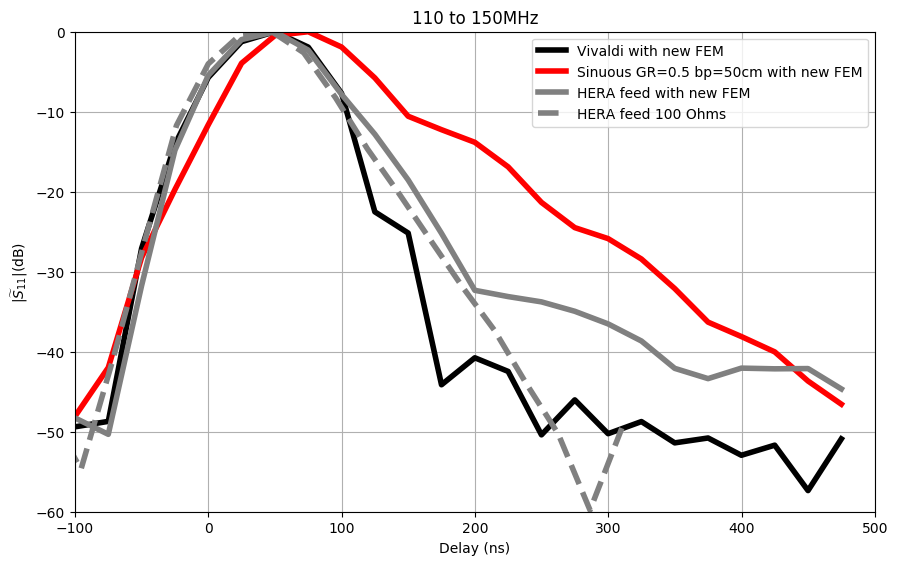 110 to 150MHz
Vivaldi with new FEM
Sinuous GR=0.5 bp=50cm with new FEM
HERA feed with new FEM
HERA feed 100 Ohms
|S̃₁₁|(dB)
0
−10
−20
−30
−40
−50
−60
−100 0 100 200 300 400 500
Delay (ns)